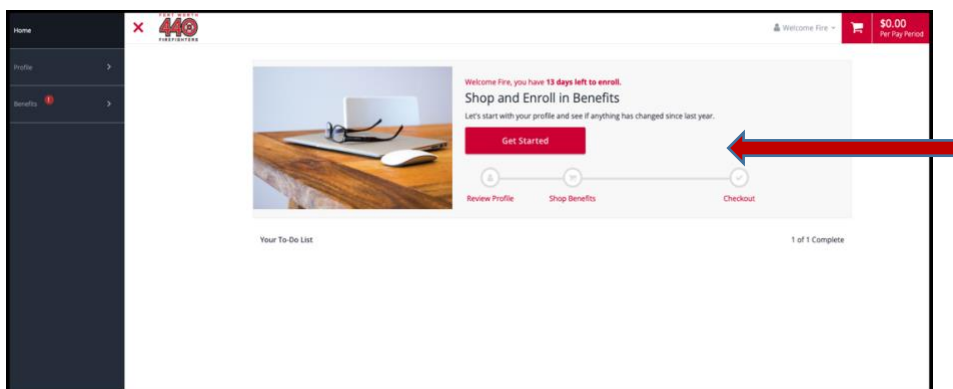 Home
Profile
Benefits
!
FORT WORTH
440
FIREFIGHTERS
Welcome Fire
$0.00
Per Pay Period
Welcome Fire, you have 13 days left to enroll.
Shop and Enroll in Benefits
Let's start with your profile and see if anything has changed since last year.
Get Started
Review Profile
Shop Benefits
Checkout
Your To-Do List
1 of 1 Complete